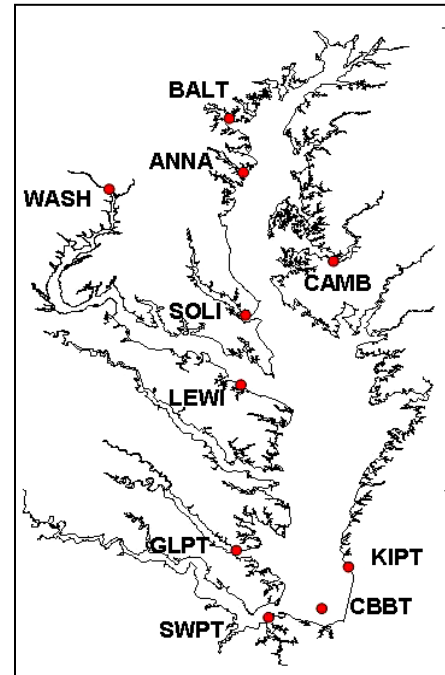 BALT
ANNA
WASH
CAMB
SOLI
LEWI
GLPT
KIPT
CBBT
SWPT